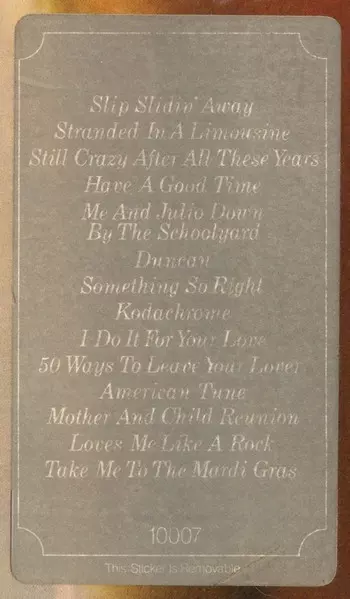 Slip Slidin' Away
Stranded In A Limousine
Still Crazy After All These Years
Have A Good Time
Me And Julio Down
By The Schoolyard
Duncan
Something So Right
Kodachrome
I Do It For Your Love
50 Ways To Leave Your Lover
American Tune
Mother And Child Reunion
Loves Me Like A Rock
Take Me To The Mardi Gras
10007
This Sticker Is Removable